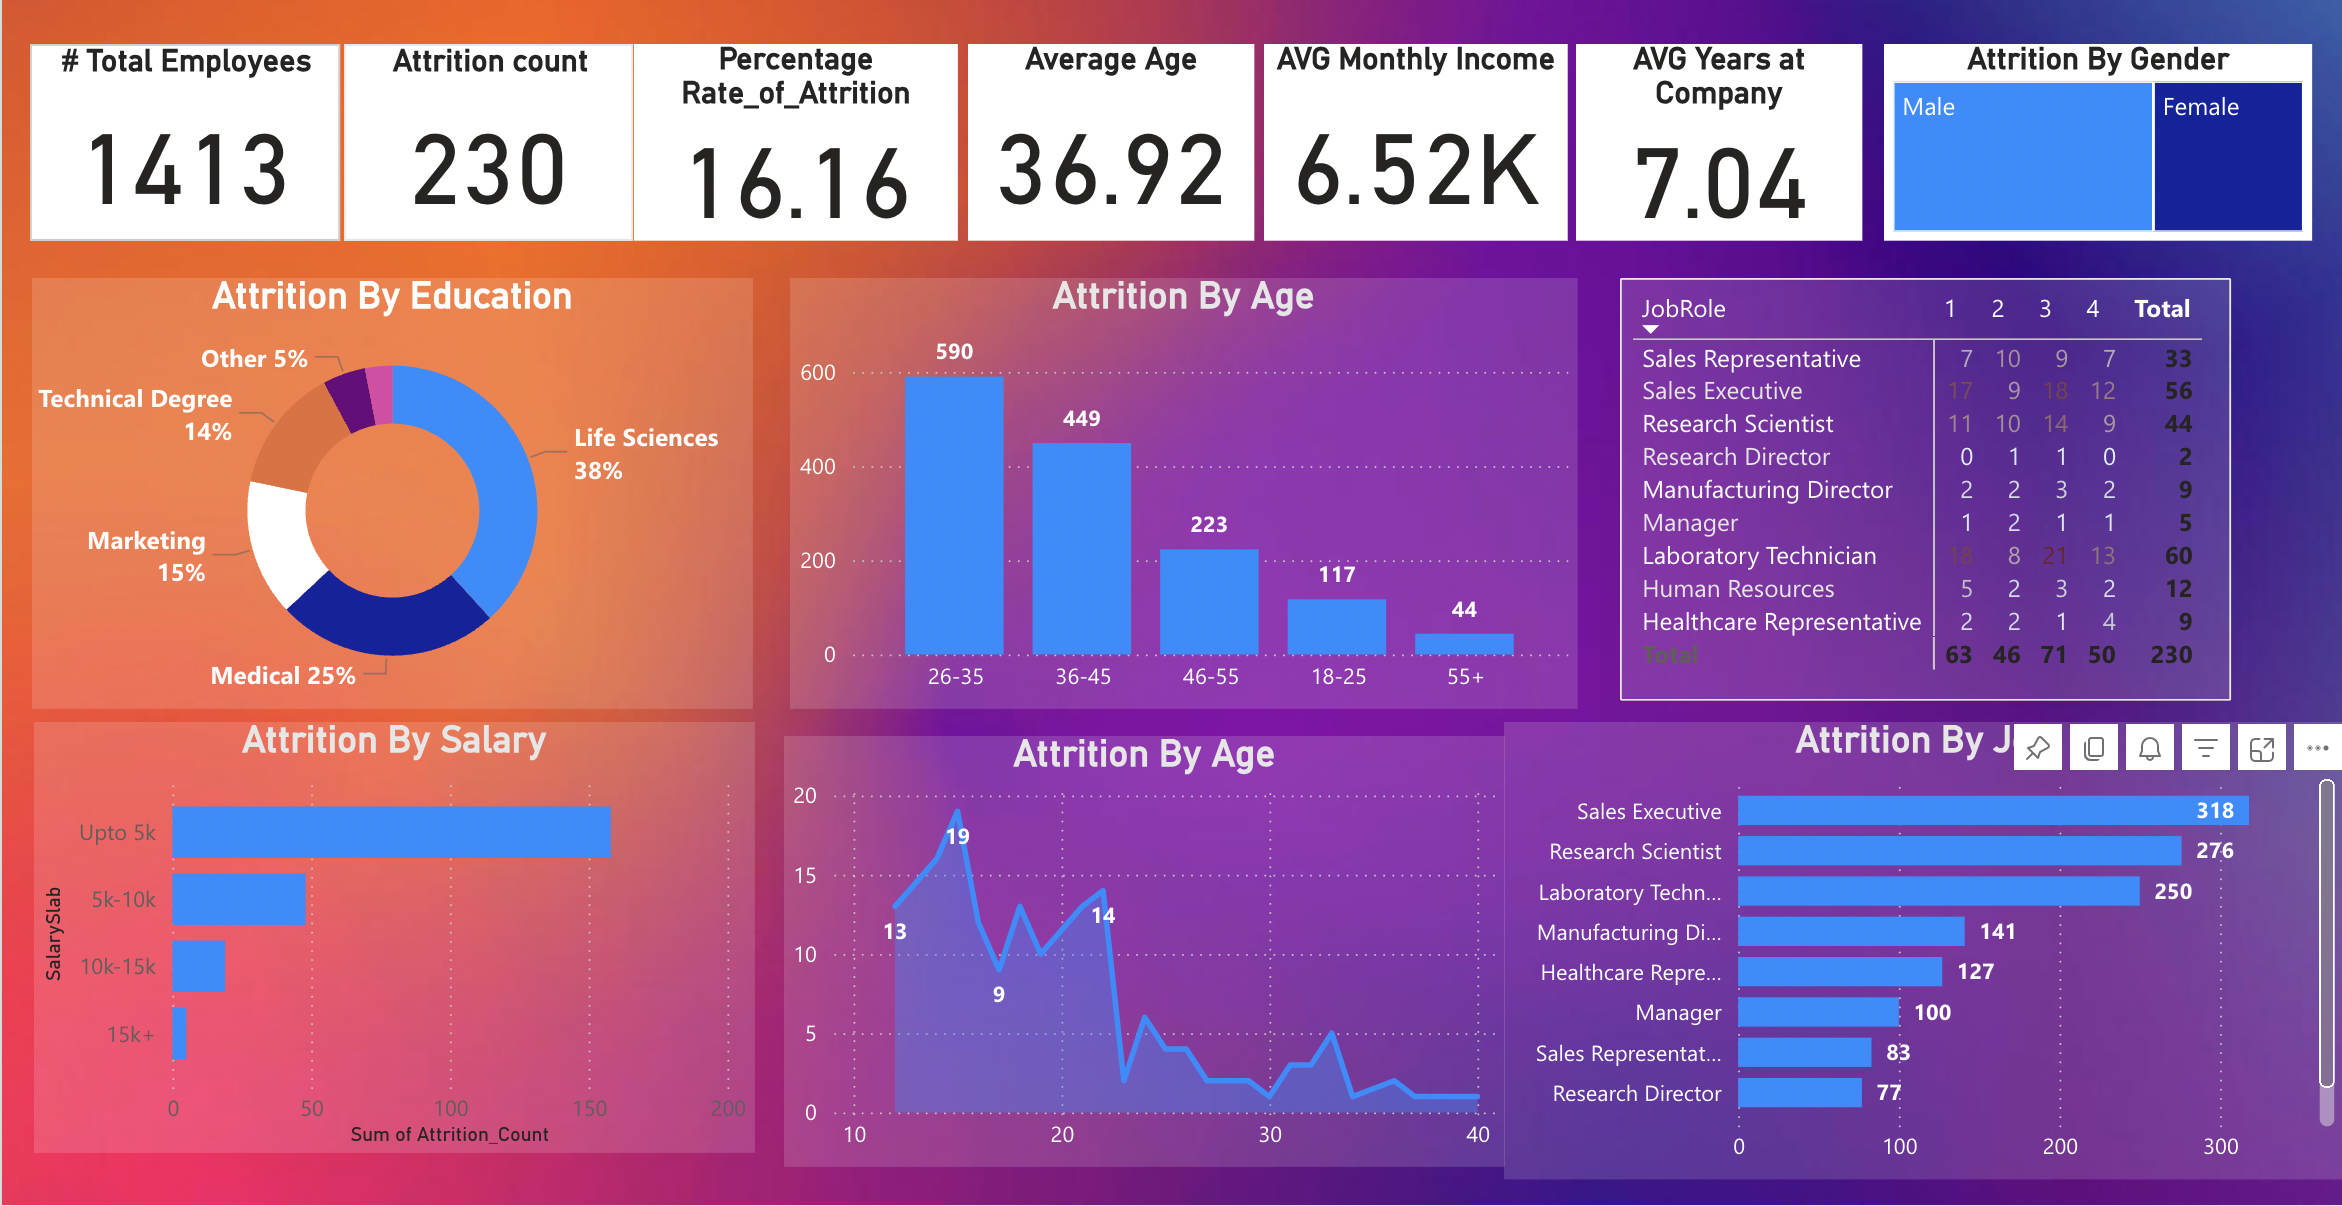 # Total Employees
1413
Attrition count
230
Percentage
Rate_of_Attrition
16.16
Average Age
36.92
AVG Monthly Income
6.52K
AVG Years at
Company
7.04
Attrition By Gender
Male
Female
Attrition By Education
Other 5%
Technical Degree
14%
Life Sciences
38%
Marketing
15%
Medical 25%
Attrition By Age
600
400
200
0
590
449
223
117
44
26-35
36-45
46-55
18-25
55+
JobRole 1 2 3 4 Total
Sales Representative 7 10 9 7 33
Sales Executive 17 9 18 12 56
Research Scientist 11 10 14 9 44
Research Director 0 1 1 0 2
Manufacturing Director 2 2 3 2 9
Manager 1 2 1 1 5
Laboratory Technician 18 8 21 13 60
Human Resources 5 2 3 2 12
Healthcare Representative 2 2 1 4 9
Total 63 46 71 50 230
Attrition By Salary
SalarySlab
Upto 5k
5k-10k
10k-15k
15k+
0 50 100 150 200
Sum of Attrition_Count
Attrition By Age
20
15
10
5
0
13
19
9
14
10 20 30 40
Attrition By J
Sales Executive 318
Research Scientist 276
Laboratory Techn... 250
Manufacturing Di... 141
Healthcare Repre... 127
Manager 100
Sales Representat... 83
Research Director 77
0 100 200 300